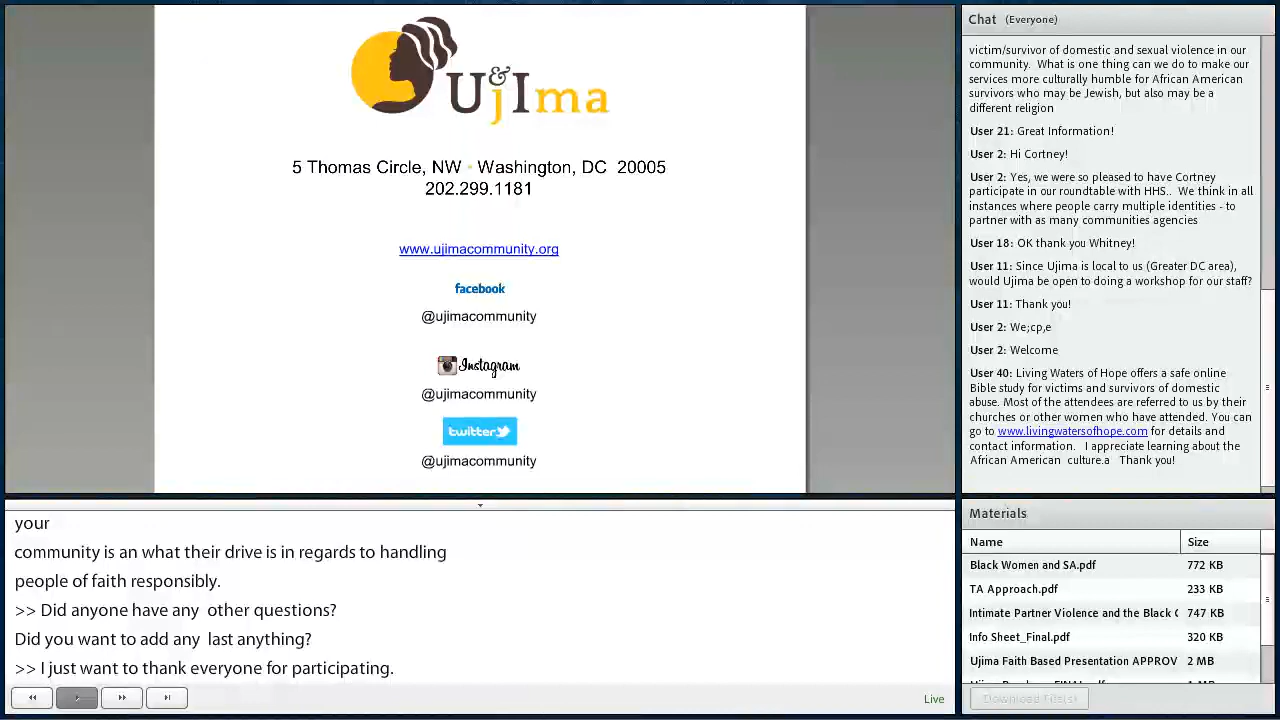 U&jIma
5 Thomas Circle, NW • Washington, DC 20005
202.299.1181
www.ujimacommunity.org
facebook
@ujimacommunity
Instagram
@ujimacommunity
twitter
@ujimacommunity
your
community is an what their drive is in regards to handling
people of faith responsibly.
>> Did anyone have any other questions?
Did you want to add any last anything?
>> I just want to thank everyone for participating.
Live
Chat (Everyone)
victim/survivor of domestic and sexual violence in our
community. What is one thing can we do to make our
services more culturally humble for African American
survivors who may be Jewish, but also may be a
different religion
User 21: Great Information!
User 2: Hi Cortney!
User 2: Yes, we were so pleased to have Cortney
participate in our roundtable with HHS.. We think in all
instances where people carry multiple identities - to
partner with as many communities agencies
User 18: OK thank you Whitney!
User 11: Since Ujima is local to us (Greater DC area),
would Ujima be open to doing a workshop for our staff?
User 11: Thank you!
User 2: We;cp,e
User 2: Welcome
User 40: Living Waters of Hope offers a safe online
Bible study for victims and survivors of domestic
abuse. Most of the attendees are referred to us by their
churches or other women who have attended. You can
go to www.livingwatersofhope.com for details and
contact information. I appreciate learning about the
African American culture.a Thank you!
Materials
Name Size
Black Women and SA.pdf 772 KB
TA Approach.pdf 233 KB
Intimate Partner Violence and the Black C 747 KB
Info Sheet_Final.pdf 320 KB
Ujima Faith Based Presentation APPROV 2 MB
Download File(s)